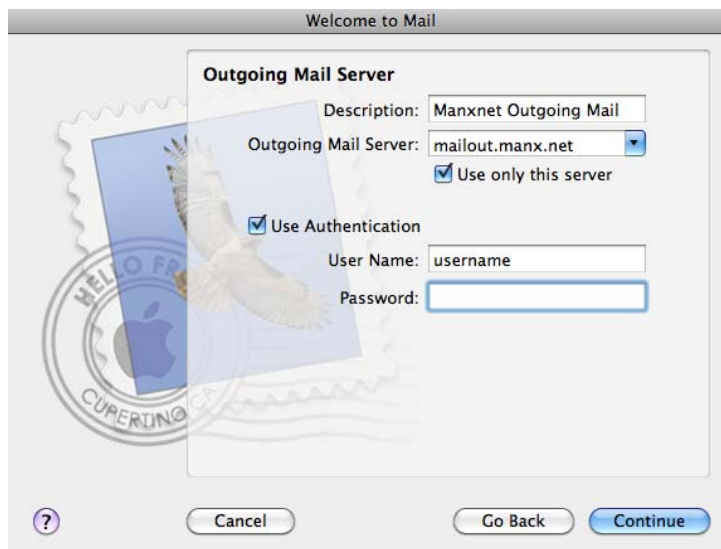 Welcome to Mail
Outgoing Mail Server
Description: Manxnet Outgoing Mail
Outgoing Mail Server: mailout.manx.net
Use only this server
Use Authentication
User Name: username
Password:
HELLO FR
CUPERTINO CA
? Cancel Go Back Continue